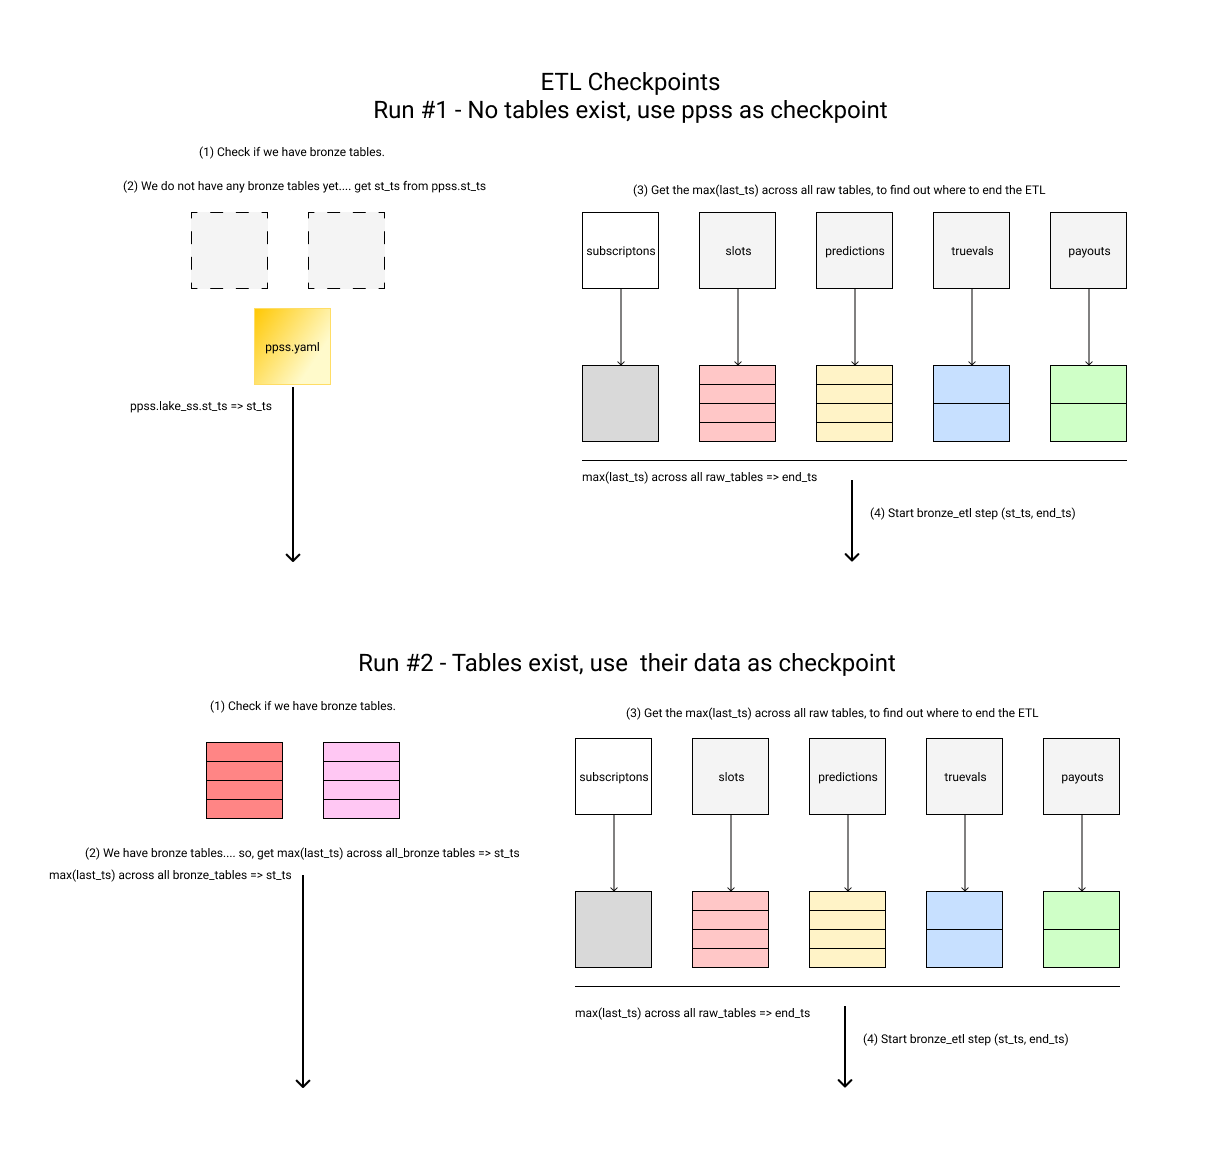 ETL Checkpoints
Run #1 - No tables exist, use ppss as checkpoint
(1) Check if we have bronze tables.
(2) We do not have any bronze tables yet.... get st_ts from ppss.st_ts
ppss.yaml
ppss.lake_ss.st_ts => st_ts
(3) Get the max(last_ts) across all raw tables, to find out where to end the ETL
subscriptons
slots
predictions
truevals
payouts
max(last_ts) across all raw_tables => end_ts
(4) Start bronze_etl step (st_ts, end_ts)
Run #2 - Tables exist, use  their data as checkpoint
(1) Check if we have bronze tables.
(2) We have bronze tables.... so, get max(last_ts) across all_bronze tables => st_ts
max(last_ts) across all bronze_tables => st_ts
(3) Get the max(last_ts) across all raw tables, to find out where to end the ETL
subscriptons
slots
predictions
truevals
payouts
max(last_ts) across all raw_tables => end_ts
(4) Start bronze_etl step (st_ts, end_ts)